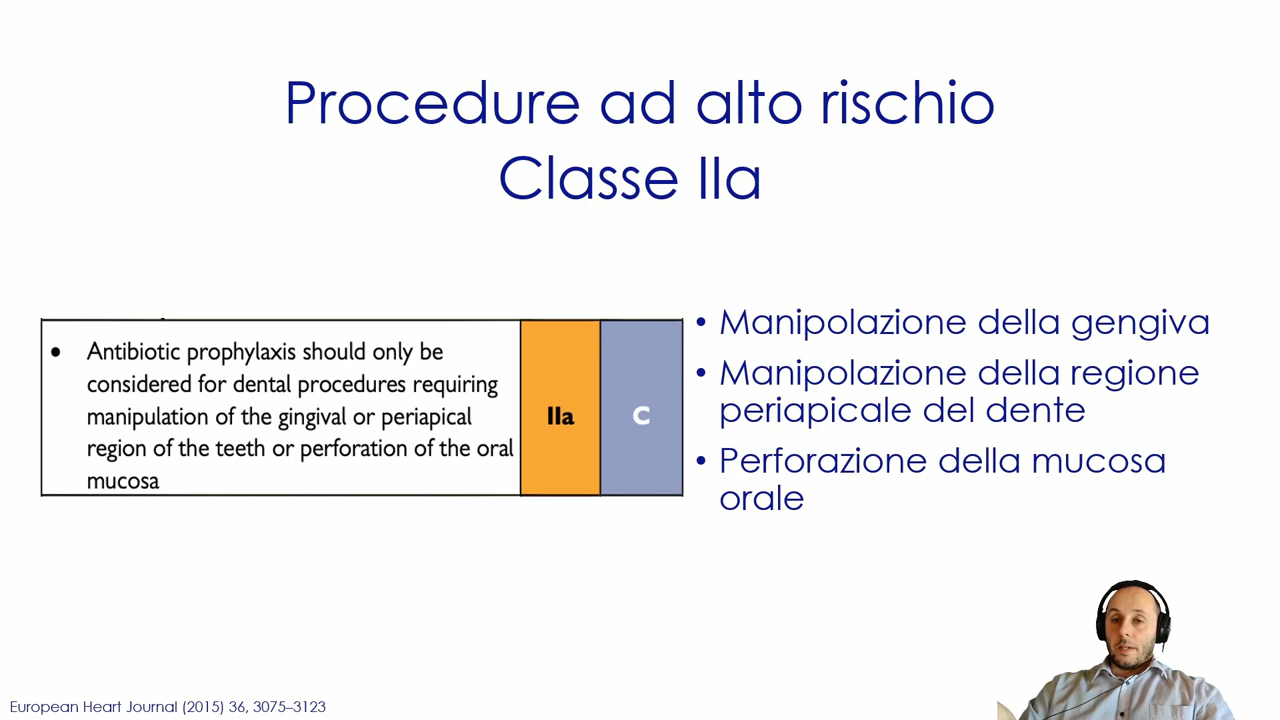 Procedure ad alto rischio
Classe IIa
• Antibiotic prophylaxis should only be
considered for dental procedures requiring
manipulation of the gingival or periapical
region of the teeth or perforation of the oral
mucosa
IIa
C
• Manipolazione della gengiva
• Manipolazione della regione
periapicale del dente
• Perforazione della mucosa
orale
European Heart Journal (2015) 36, 3075–3123